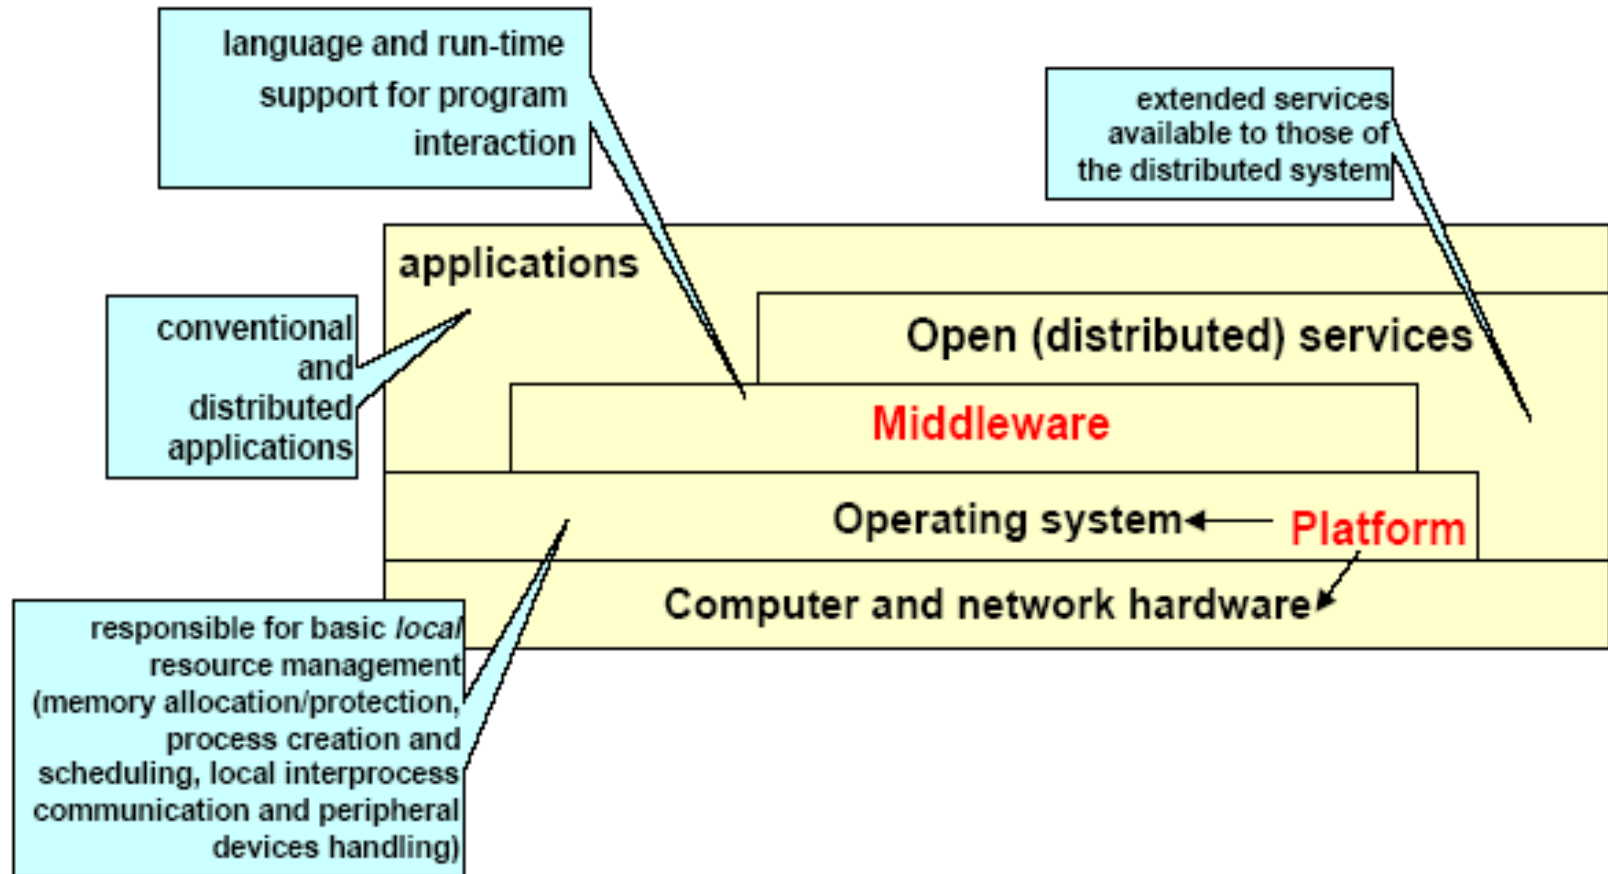 language and run-time
support for program
interaction
extended services
available to those of
the distributed system
applications
conventional
and
distributed
applications
Open (distributed) services
Middleware
Operating system
Platform
Computer and network hardware
responsible for basic local
resource management
(memory allocation/protection,
process creation and
scheduling, local interprocess
communication and peripheral
devices handling)